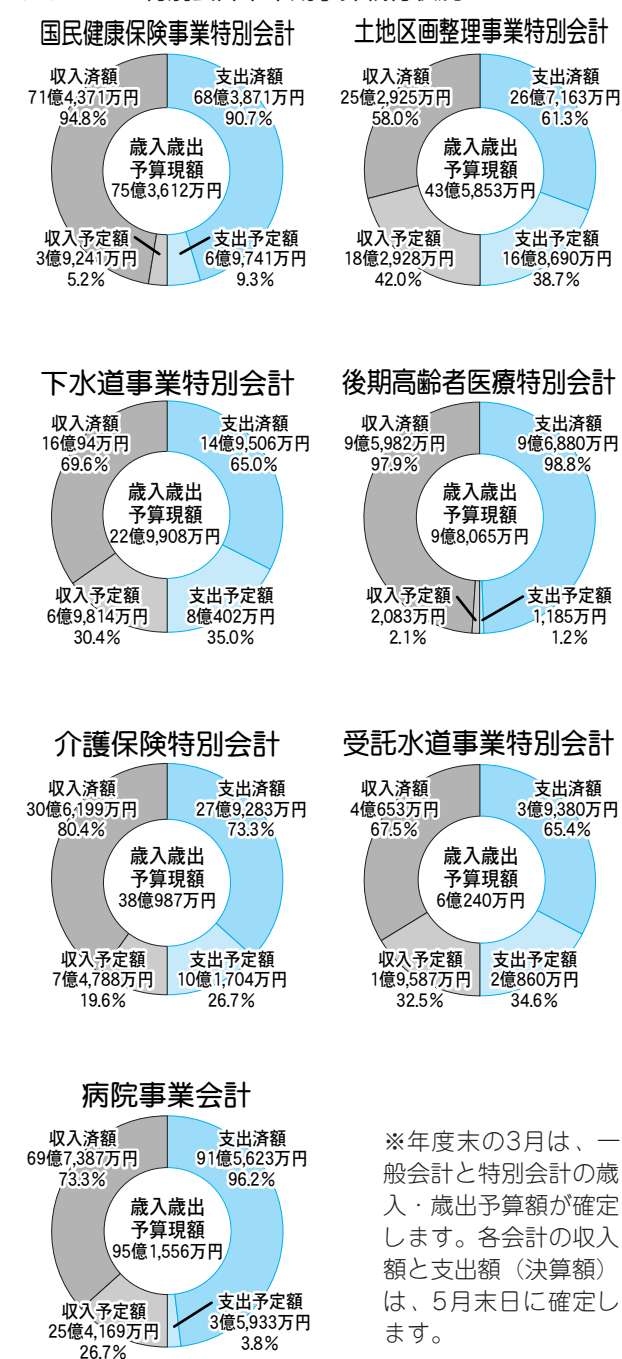 国民健康保険事業特別会計
収入済額
71億4,371万円
94.8%
支出済額
68億3,871万円
90.7%
歳入歳出
予算現額
75億3,612万円
収入予定額
3億9,241万円
5.2%
支出予定額
6億9,741万円
9.3%
土地区画整理事業特別会計
収入済額
25億2,925万円
58.0%
支出済額
26億7,163万円
61.3%
歳入歳出
予算現額
43億5,853万円
収入予定額
18億2,928万円
42.0%
支出予定額
16億8,690万円
38.7%
下水道事業特別会計
収入済額
16億94万円
69.6%
支出済額
14億9,506万円
65.0%
歳入歳出
予算現額
22億9,908万円
収入予定額
6億9,814万円
30.4%
支出予定額
8億402万円
35.0%
後期高齢者医療特別会計
収入済額
9億5,982万円
97.9%
支出済額
9億6,880万円
98.8%
歳入歳出
予算現額
9億8,065万円
収入予定額
2,083万円
2.1%
支出予定額
1,185万円
1.2%
介護保険特別会計
収入済額
30億6,199万円
80.4%
支出済額
27億9,283万円
73.3%
歳入歳出
予算現額
38億987万円
収入予定額
7億4,788万円
19.6%
支出予定額
10億1,704万円
26.7%
受託水道事業特別会計
収入済額
4億653万円
67.5%
支出済額
3億9,380万円
65.4%
歳入歳出
予算現額
6億240万円
収入予定額
1億9,587万円
32.5%
支出予定額
2億860万円
34.6%
病院事業会計
収入済額
69億7,387万円
73.3%
支出済額
91億5,623万円
96.2%
歳入歳出
予算現額
95億1,556万円
収入予定額
25億4,169万円
26.7%
支出予定額
3億5,933万円
3.8%
※年度末の3月は、一
般会計と特別会計の歳
入・歳出予算額が確定
します。各会計の収入
額と支出額（決算額）
は、5月末日に確定し
ます。